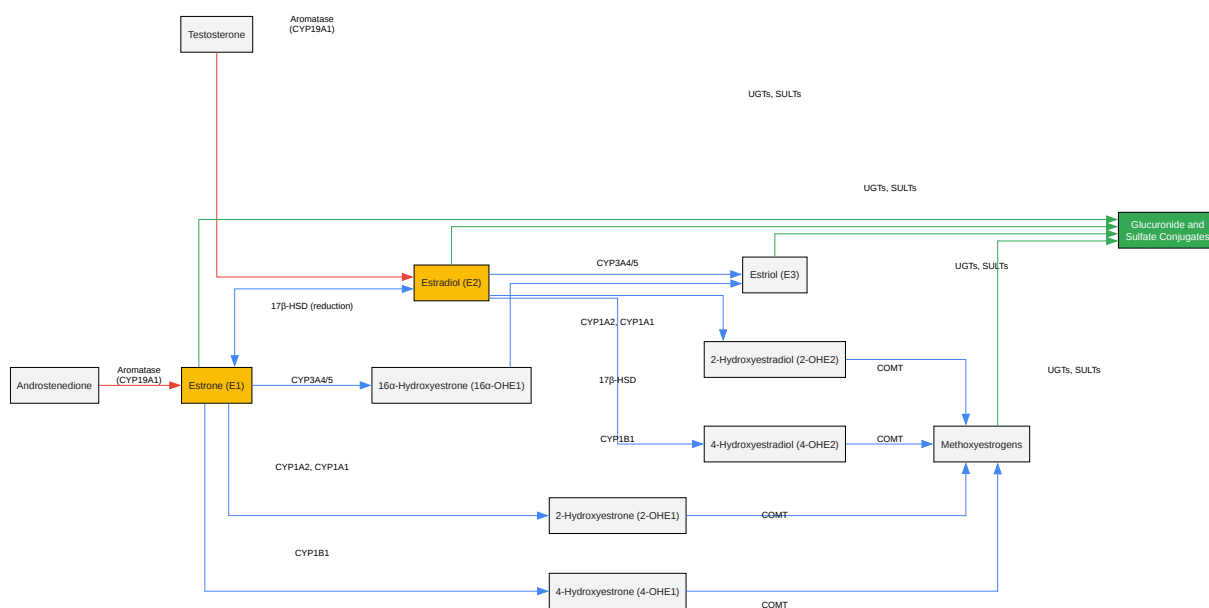 Aromatase
(CYP19A1)
Testosterone
UGTs, SULTs
UGTs, SULTs
Glucuronide and
Sulfate Conjugates
CYP3A4/5
UGTs, SULTs
Estriol (E3)
Estradiol (E2)
17β-HSD (reduction)
CYP1A2, CYP1A1
2-Hydroxyestradiol (2-OHE2)
COMT
UGTs, SULTs
Aromatase
(CYP19A1)
Androstenedione
Estrone (E1)
CYP3A4/5
16α-Hydroxyestrone (16α-OHE1)
17β-HSD
CYP1B1
4-Hydroxyestradiol (4-OHE2)
COMT
Methoxyestrogens
CYP1A2, CYP1A1
2-Hydroxyestrone (2-OHE1)
COMT
CYP1B1
4-Hydroxyestrone (4-OHE1)
COMT